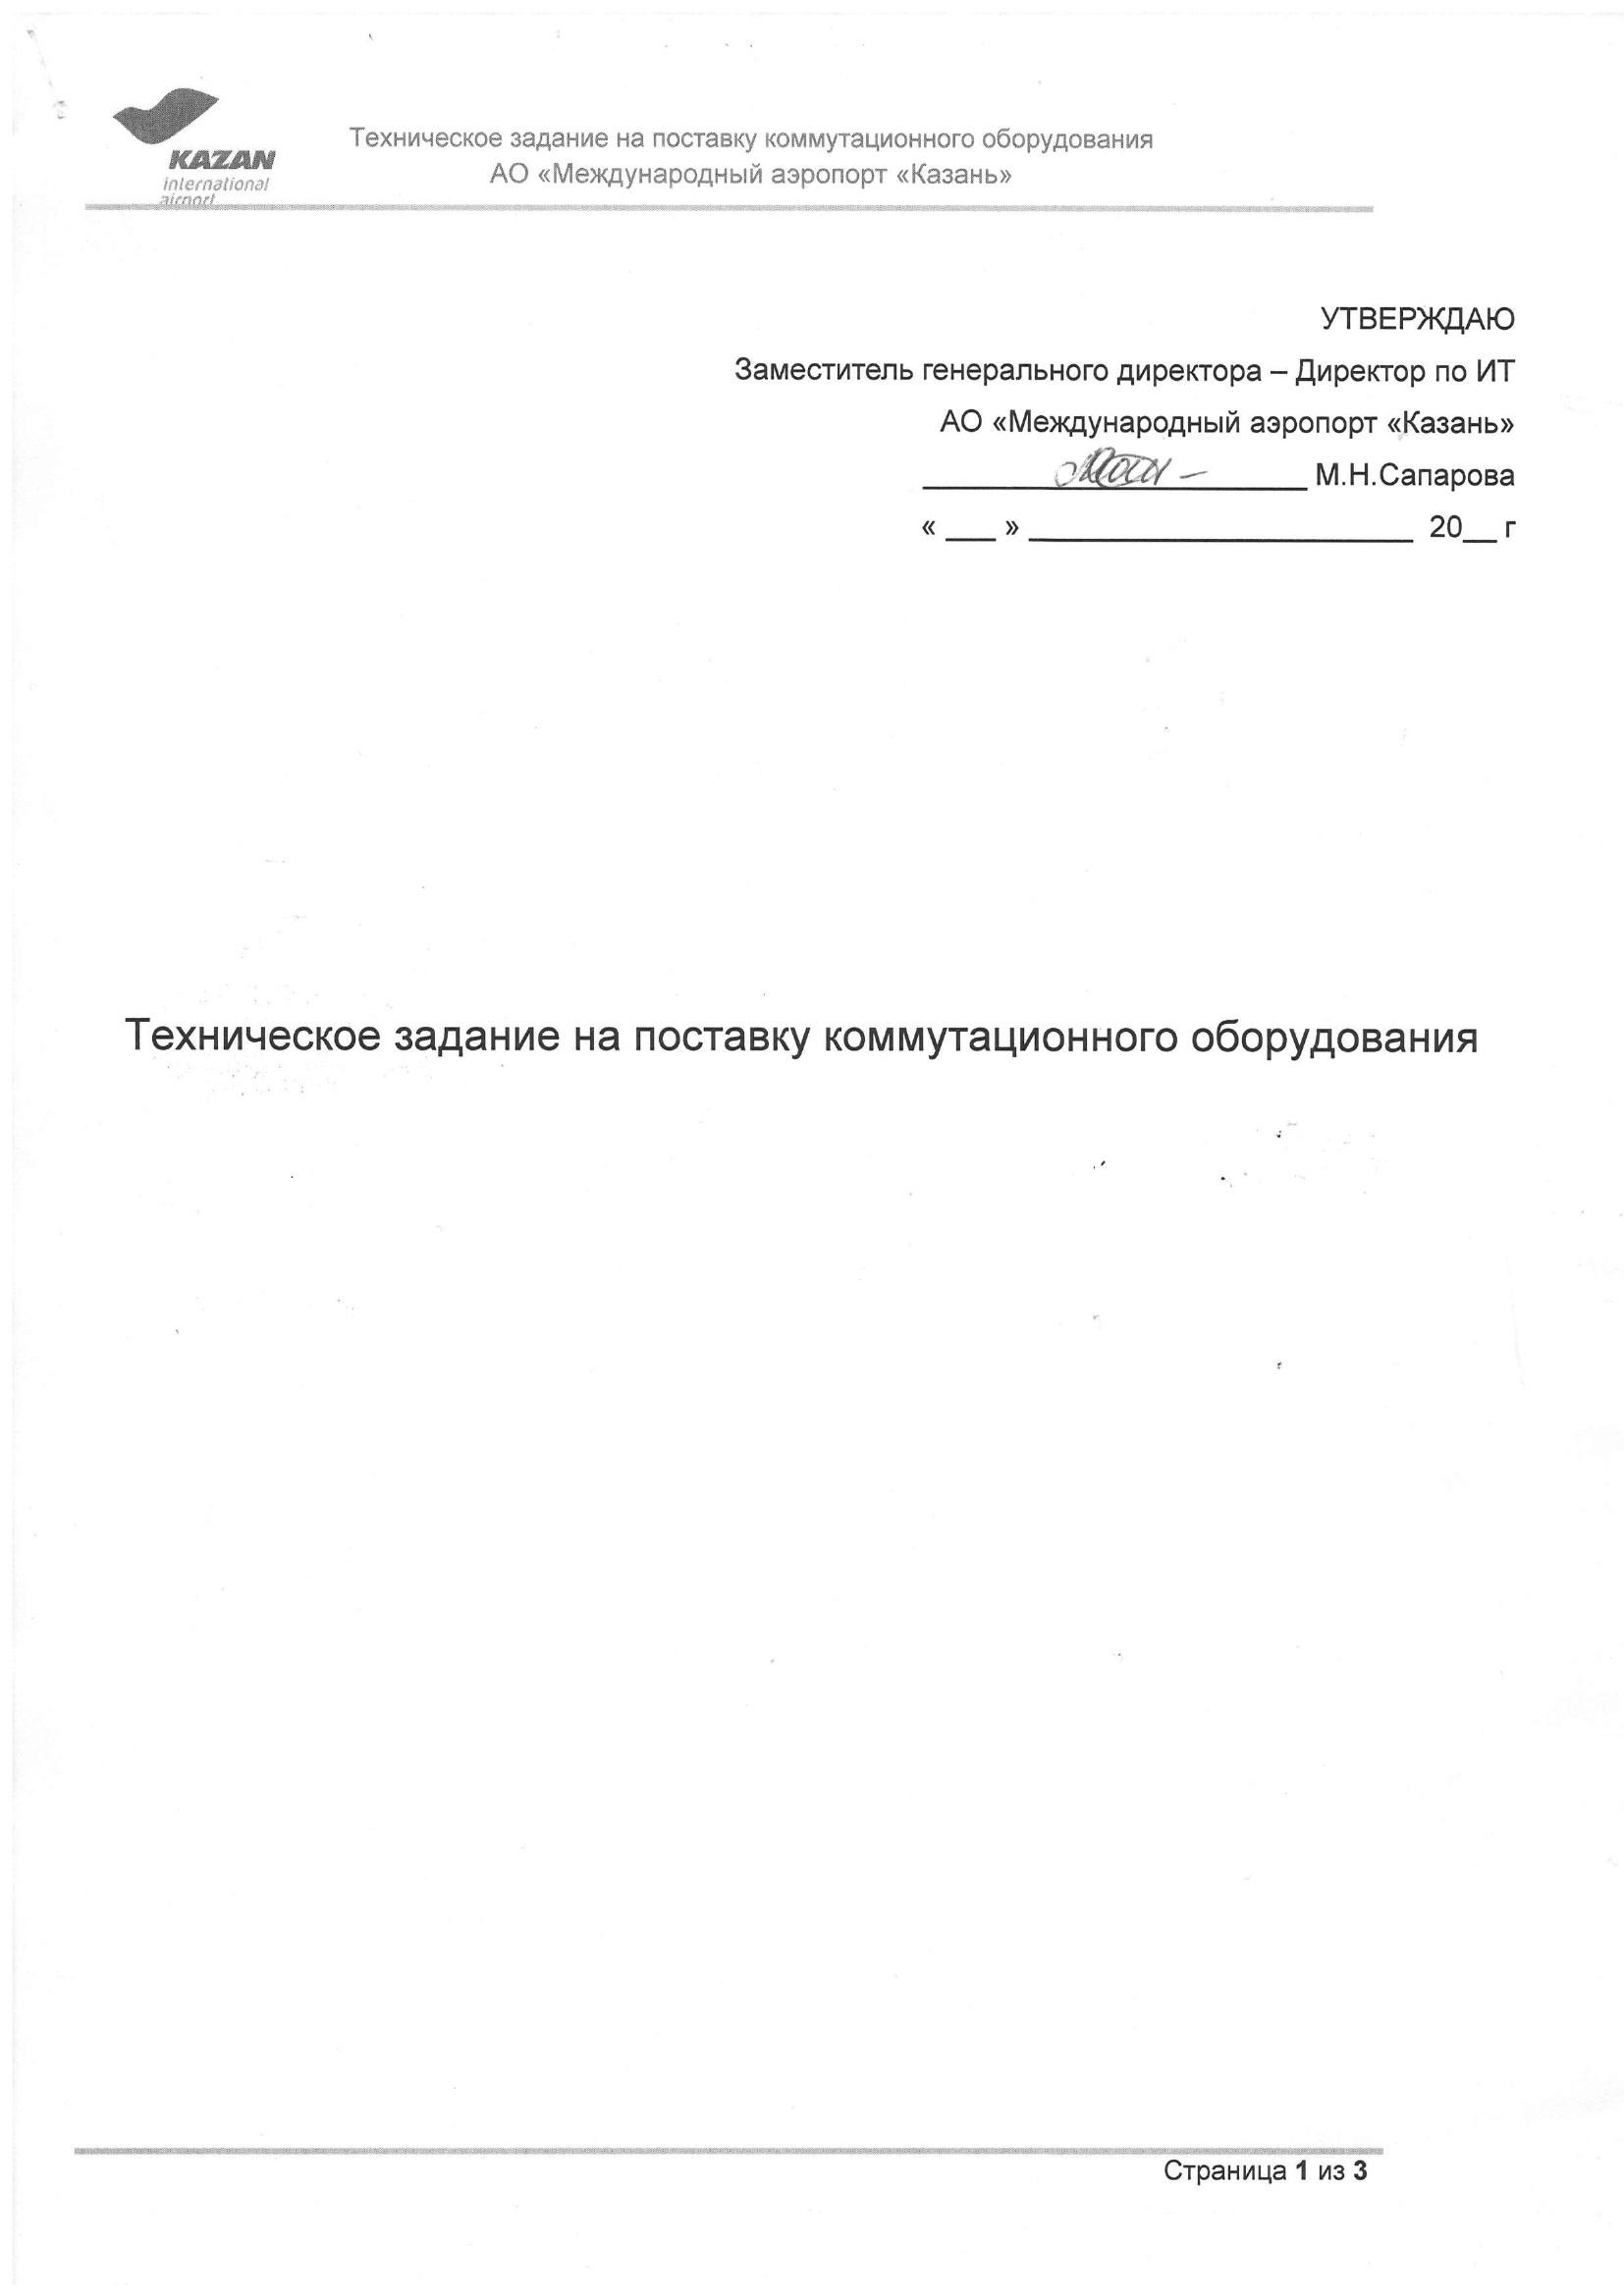 KAZAN
international
airport
Техническое задание на поставку коммутационного оборудования
АО «Международный аэропорт «Казань»
УТВЕРЖДАЮ
Заместитель генерального директора – Директор по ИТ
АО «Международный аэропорт «Казань»
М.Н.Сапарова
« ___ » ______________________ 20__ г
Техническое задание на поставку коммутационного оборудования
Страница 1 из 3